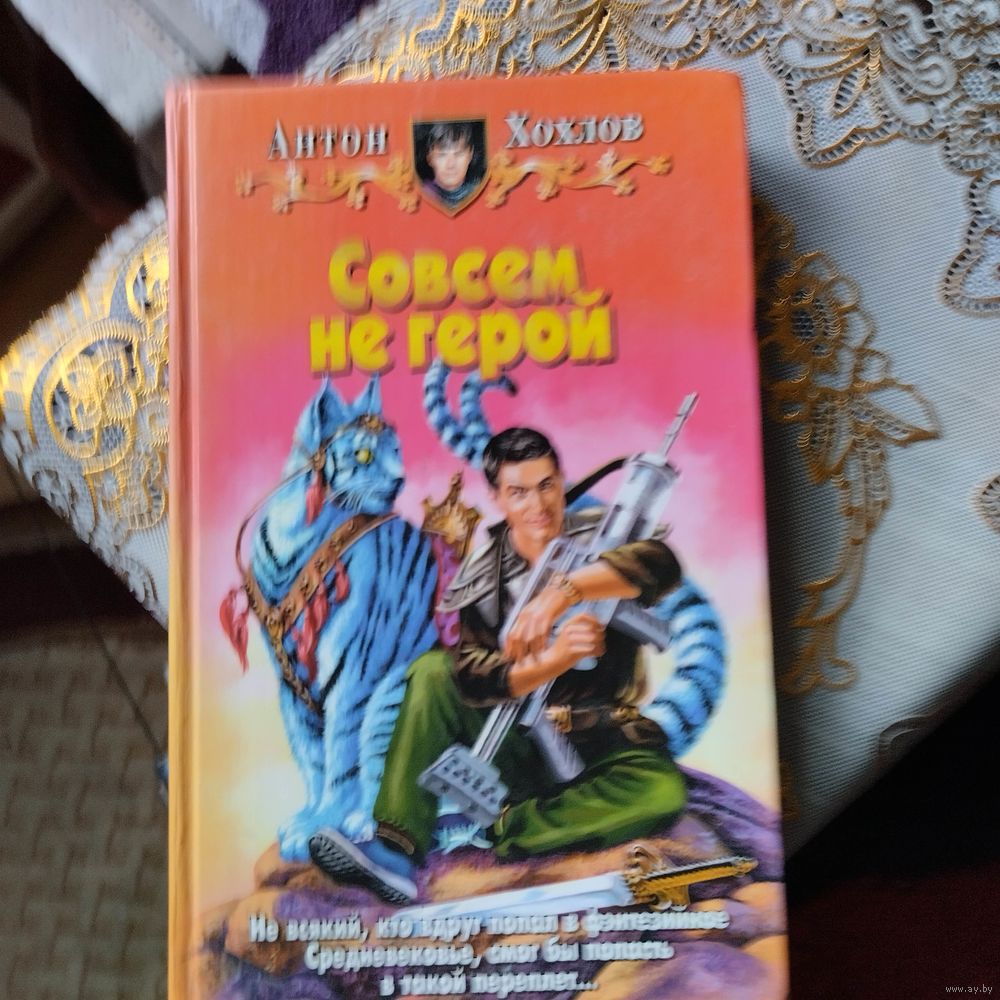 Антон Хохлов
Совсем
не герой
Не всякий, кто вдруг попал в фэнтезийное
Средневековье, смог бы попасть
в такой переплет...
www.ay.by